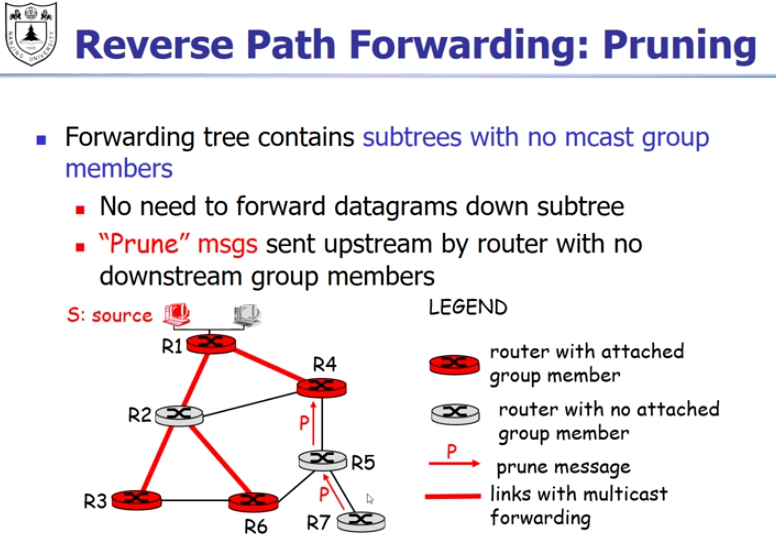 NANJING UNIVERSITY
Reverse Path Forwarding: Pruning
Forwarding tree contains subtrees with no mcast group
members
No need to forward datagrams down subtree
“Prune” msgs sent upstream by router with no
downstream group members
S: source
R1
R4
R2
P
R5
P
R3
R6
R7
LEGEND
router with attached
group member
router with no attached
group member
P
prune message
links with multicast
forwarding